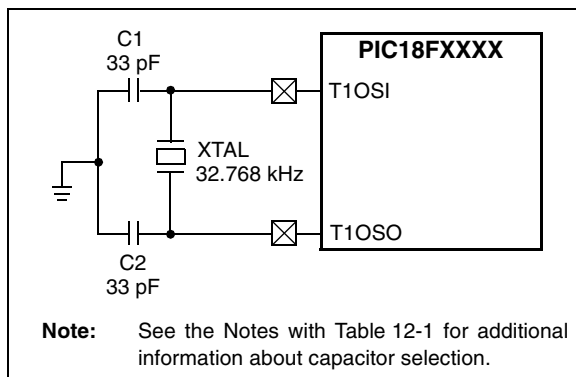 C1
33 pF
PIC18FXXXX
T1OSI
XTAL
32.768 kHz
T1OSO
C2
33 pF
Note: See the Notes with Table 12-1 for additional
information about capacitor selection.